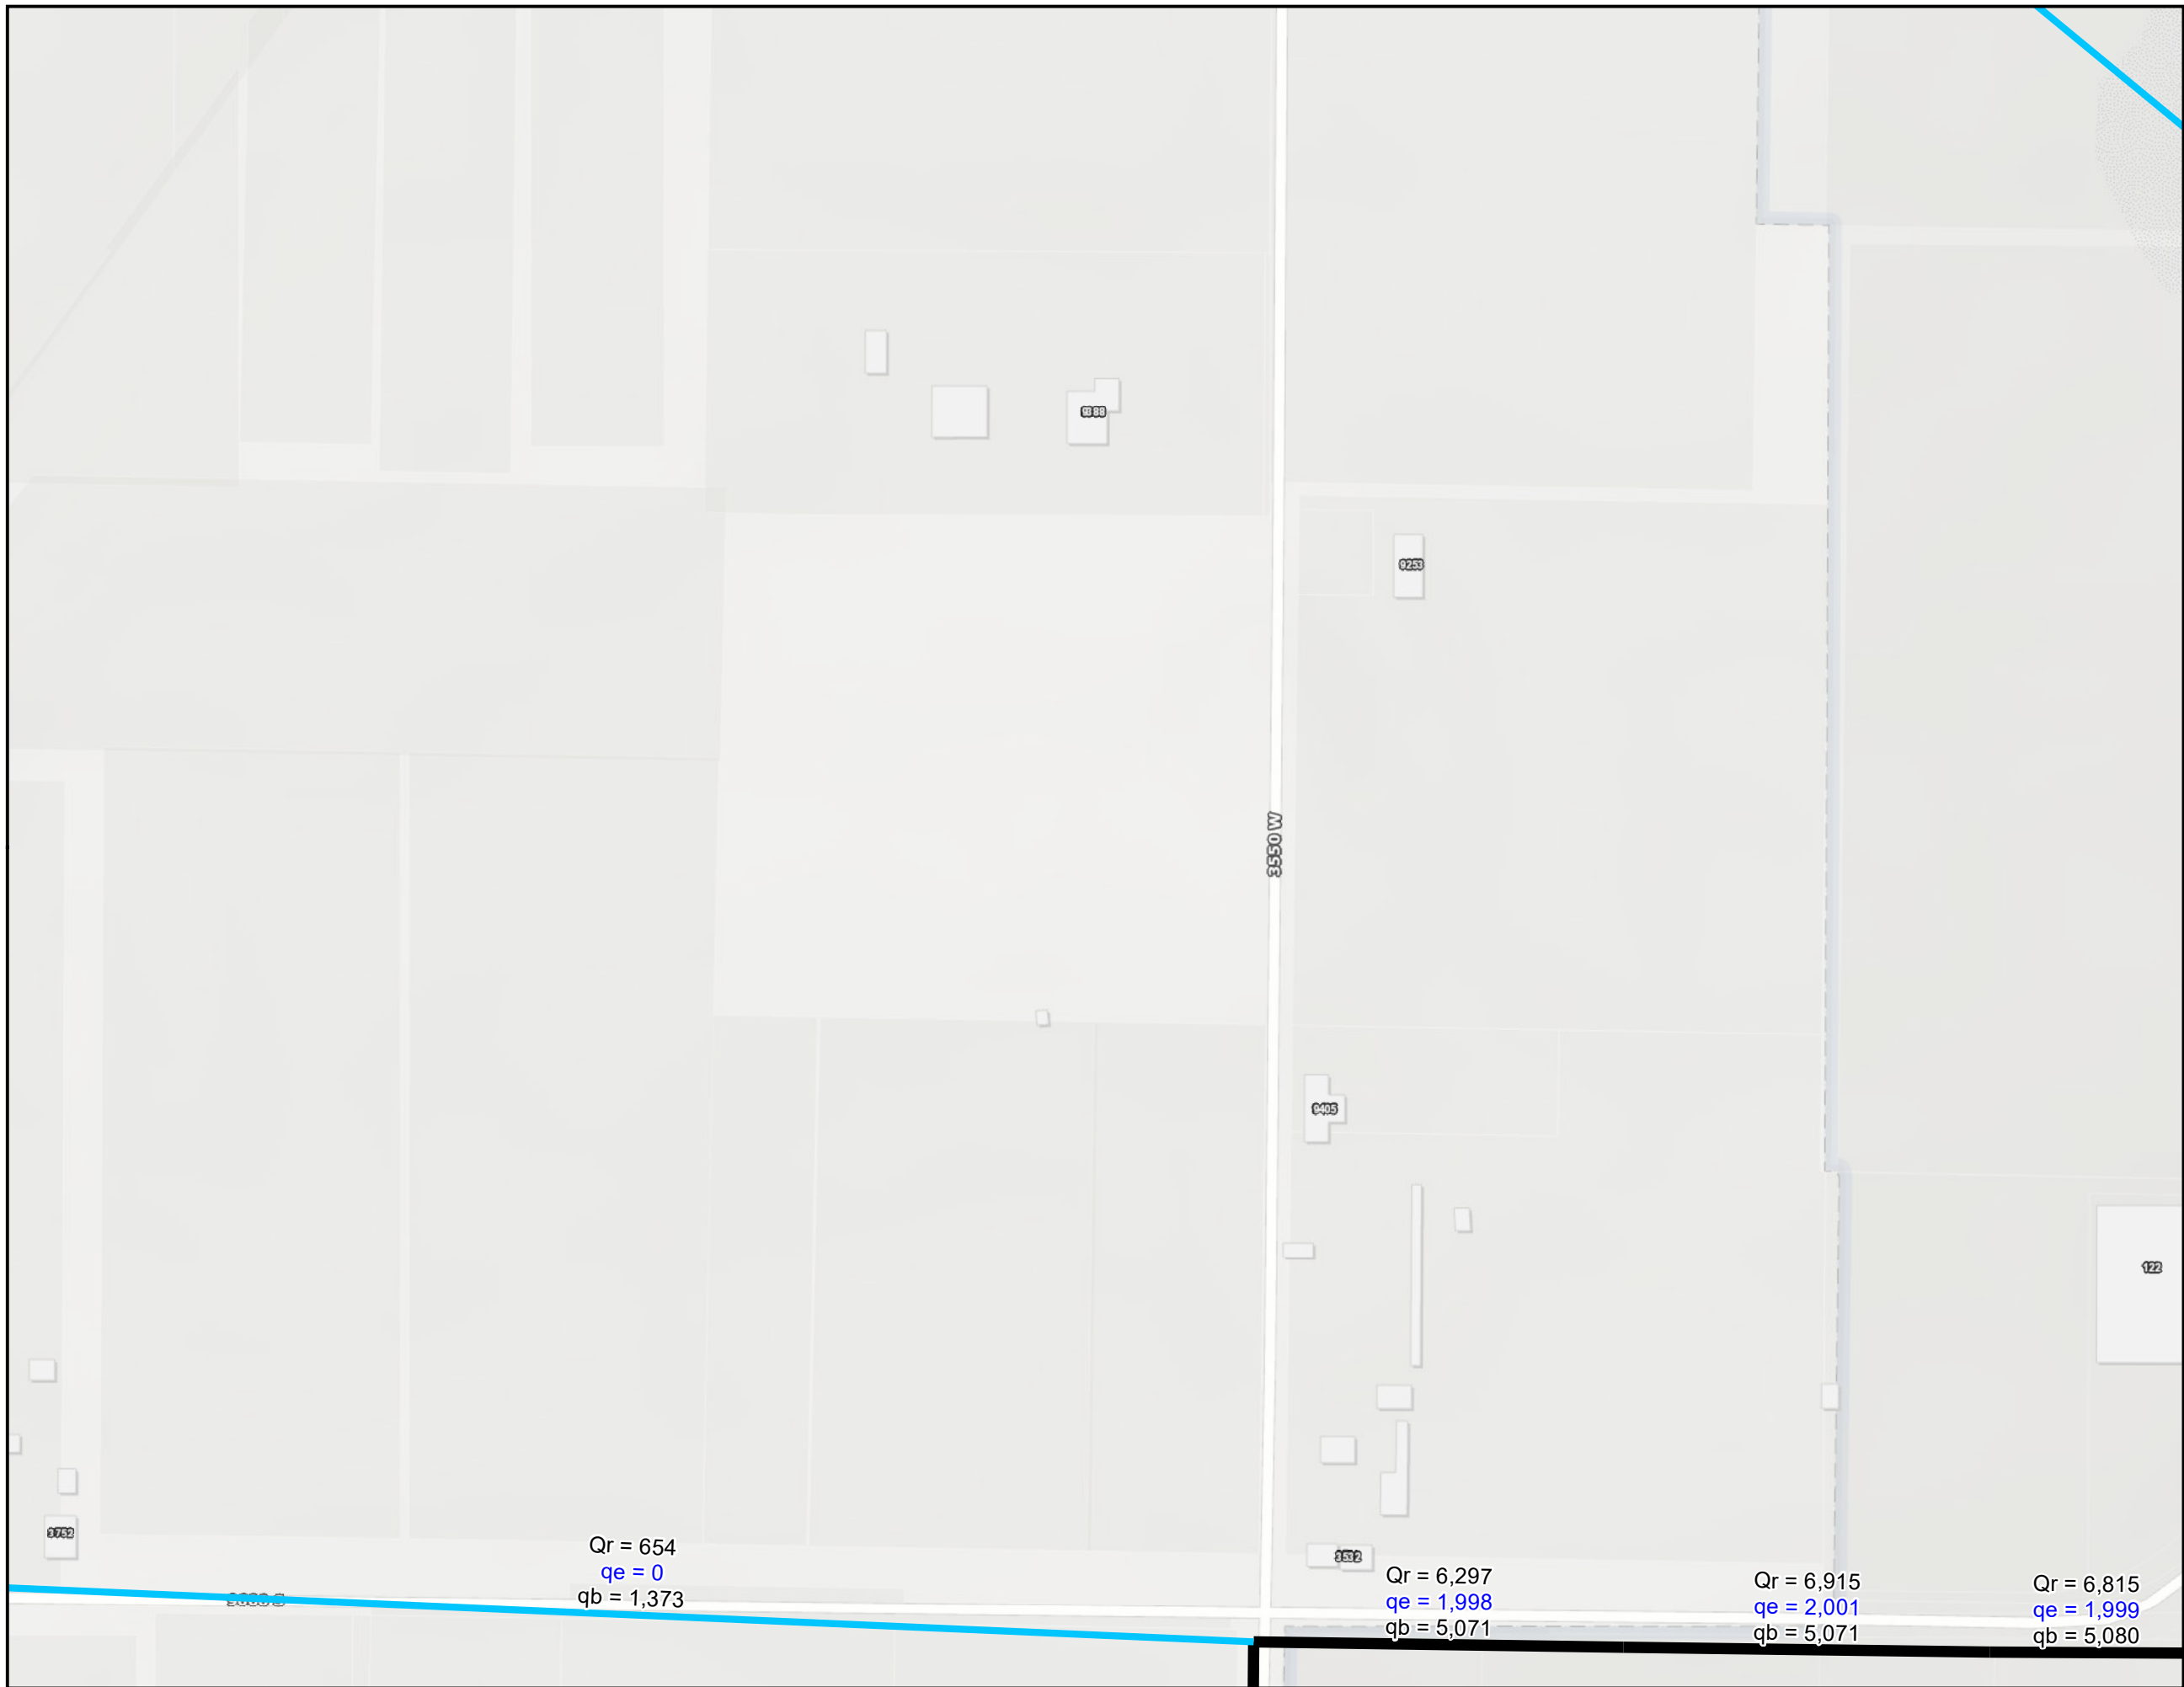 9253
3550 W
9405
122
3752
3532
Qr = 654
qe = 0
qb = 1,373
Qr = 6,297
qe = 1,998
qb = 5,071
Qr = 6,915
qe = 2,001
qb = 5,071
Qr = 6,815
qe = 1,999
qb = 5,080